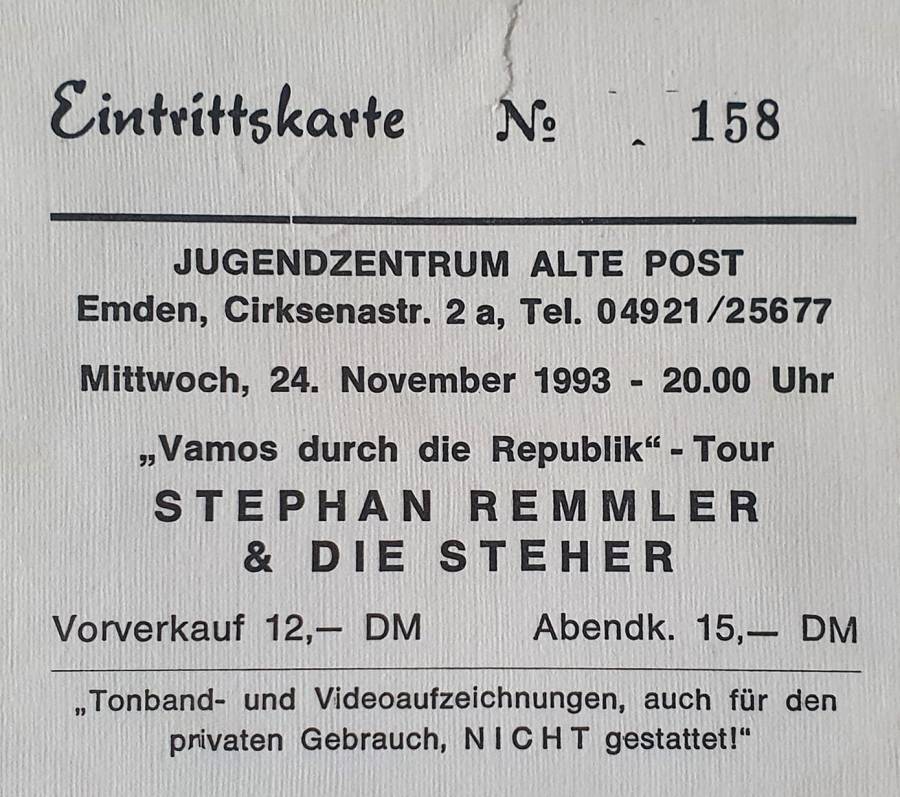 Eintrittskarte № 158
JUGENDZENTRUM ALTE POST
Emden, Cirksenastr. 2 a, Tel. 04921/25677
Mittwoch, 24. November 1993 - 20.00 Uhr
„Vamos durch die Republik“ - Tour
STEPHAN REMMLER
& DIE STEHER
Vorverkauf 12,— DM Abendk. 15,— DM
„Tonband- und Videoaufzeichnungen, auch für den
privaten Gebrauch, NICHT gestattet!“